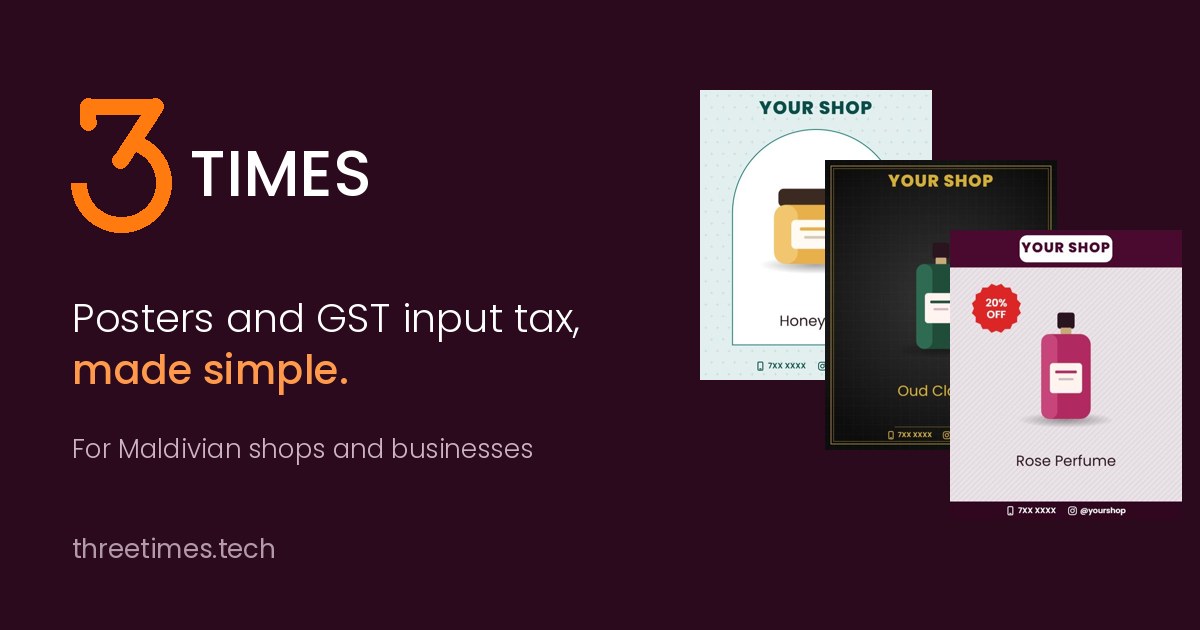 3 TIMES
Posters and GST input tax,
made simple.
For Maldivian shops and businesses
threetimes.tech
YOUR SHOP
Honey
7XX XXXX
YOUR SHOP
Oud
7XX XXXX
YOUR SHOP
20%
OFF
Rose Perfume
7XX XXXX @yourshop